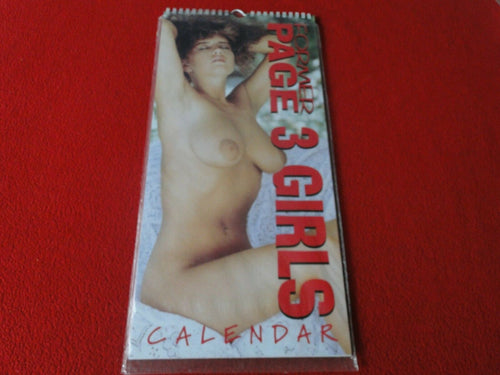 FORMER
PAGE 3 GIRLS
CALENDAR